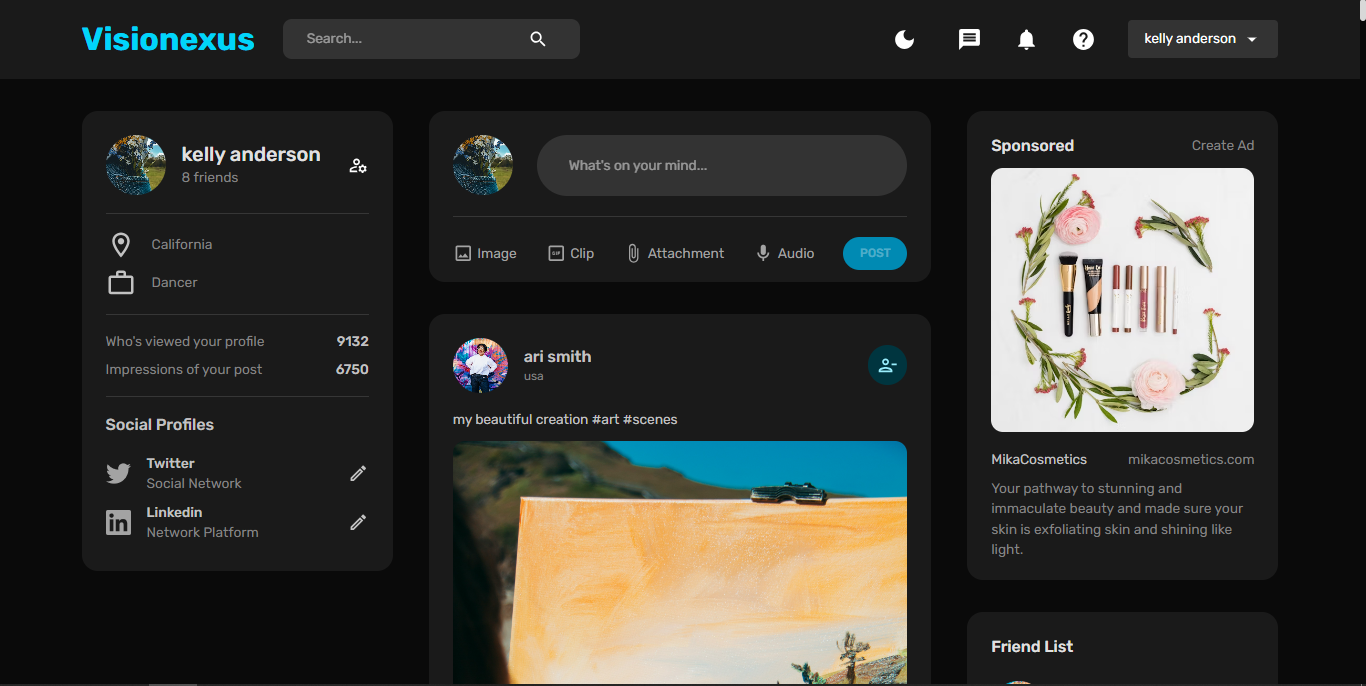 Visionexus
Search...
kelly anderson
kelly anderson
8 friends
California
Dancer
Who's viewed your profile 9132
Impressions of your post 6750
Social Profiles
Twitter
Social Network
Linkedin
Network Platform
What's on your mind...
Image
GIF
Clip
Attachment
Audio
POST
ari smith
usa
my beautiful creation #art #scenes
Sponsored
Create Ad
MikaCosmetics
mikacosmetics.com
Your pathway to stunning and
immaculate beauty and made sure your
skin is exfoliating skin and shining like
light.
Friend List